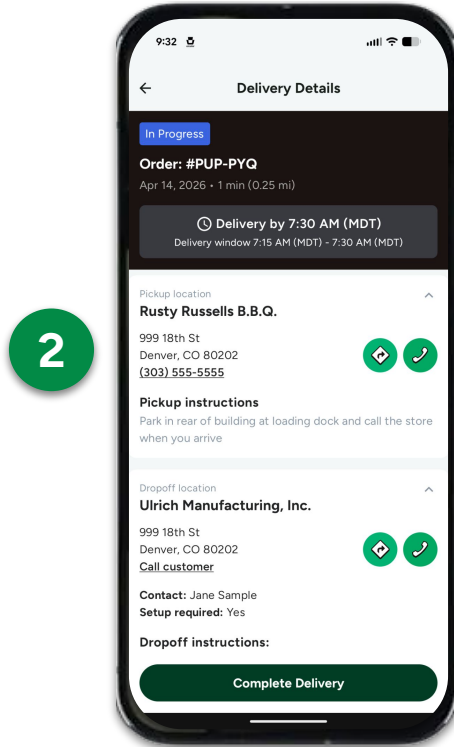 9:32
Delivery Details
In Progress
Order: #PUP-PYQ
Apr 14, 2026 • 1 min (0.25 mi)
Delivery by 7:30 AM (MDT)
Delivery window 7:15 AM (MDT) - 7:30 AM (MDT)
Pickup location
Rusty Russells B.B.Q.
999 18th St
Denver, CO 80202
(303) 555-5555
Pickup instructions
Park in rear of building at loading dock and call the store
when you arrive
2
Dropoff location
Ulrich Manufacturing, Inc.
999 18th St
Denver, CO 80202
Call customer
Contact: Jane Sample
Setup required: Yes
Dropoff instructions:
Complete Delivery